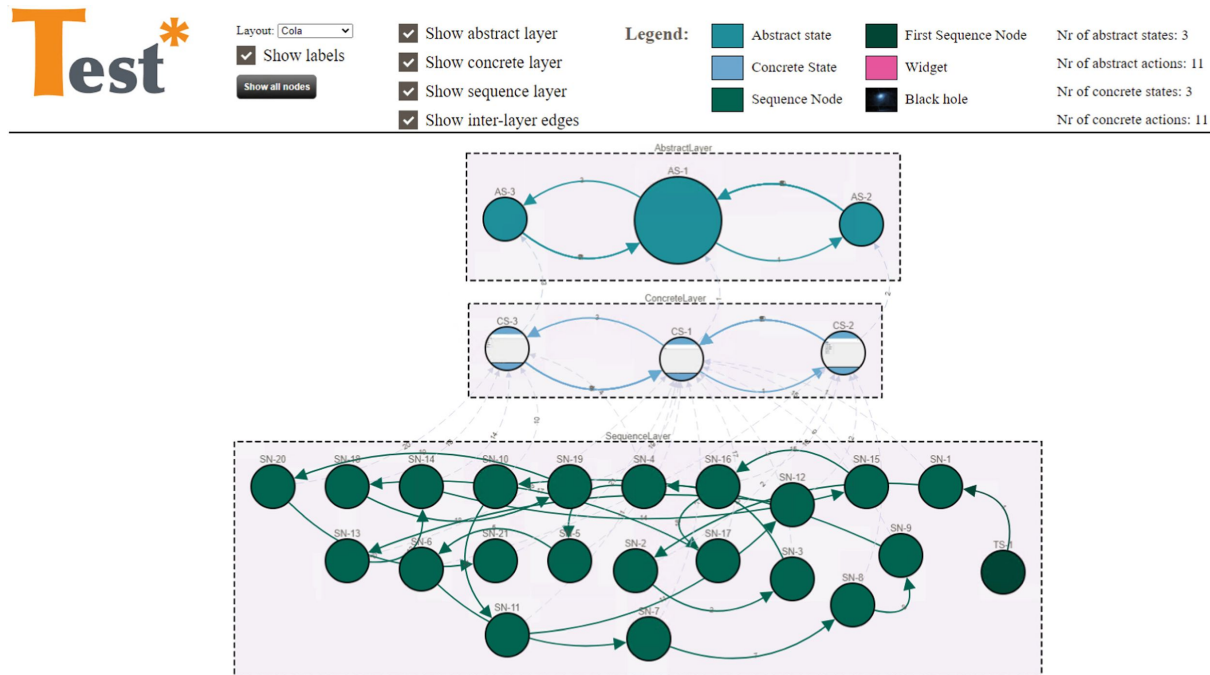 Test*
Layout: Cola
Show labels
Show all nodes
Show abstract layer
Show concrete layer
Show sequence layer
Show inter-layer edges
Legend:
Abstract state
Concrete State
Sequence Node
First Sequence Node
Widget
Black hole
Nr of abstract states: 3
Nr of abstract actions: 11
Nr of concrete states: 3
Nr of concrete actions: 11
AbstractLayer
AS-3
AS-1
AS-2
ConcreteLayer
CS-3
CS-1
CS-2
SequenceLayer
SN-20
SN-14
SN-10
SN-19
SN-4
SN-16
SN-12
SN-15
SN-1
SN-13
SN-6
SN-21
SN-5
SN-2
SN-17
SN-3
SN-9
SN-8
SN-11
SN-7